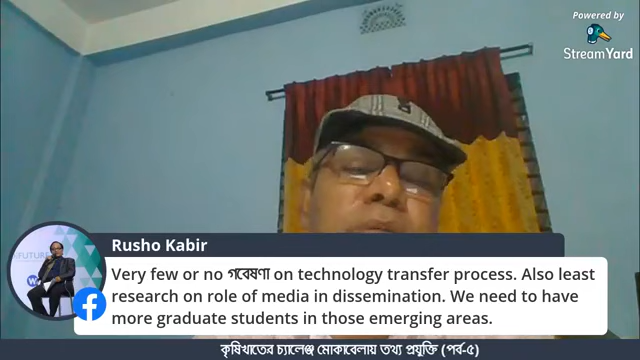 Powered by
StreamYard
Rusho Kabir
Very few or no গবেষণা on technology transfer process. Also least
research on role of media in dissemination. We need to have
more graduate students in those emerging areas.
কৃষিখাতের চ্যালেঞ্জ মোকাবেলায় তথ্য প্রযুক্তি (পর্ব-৫)